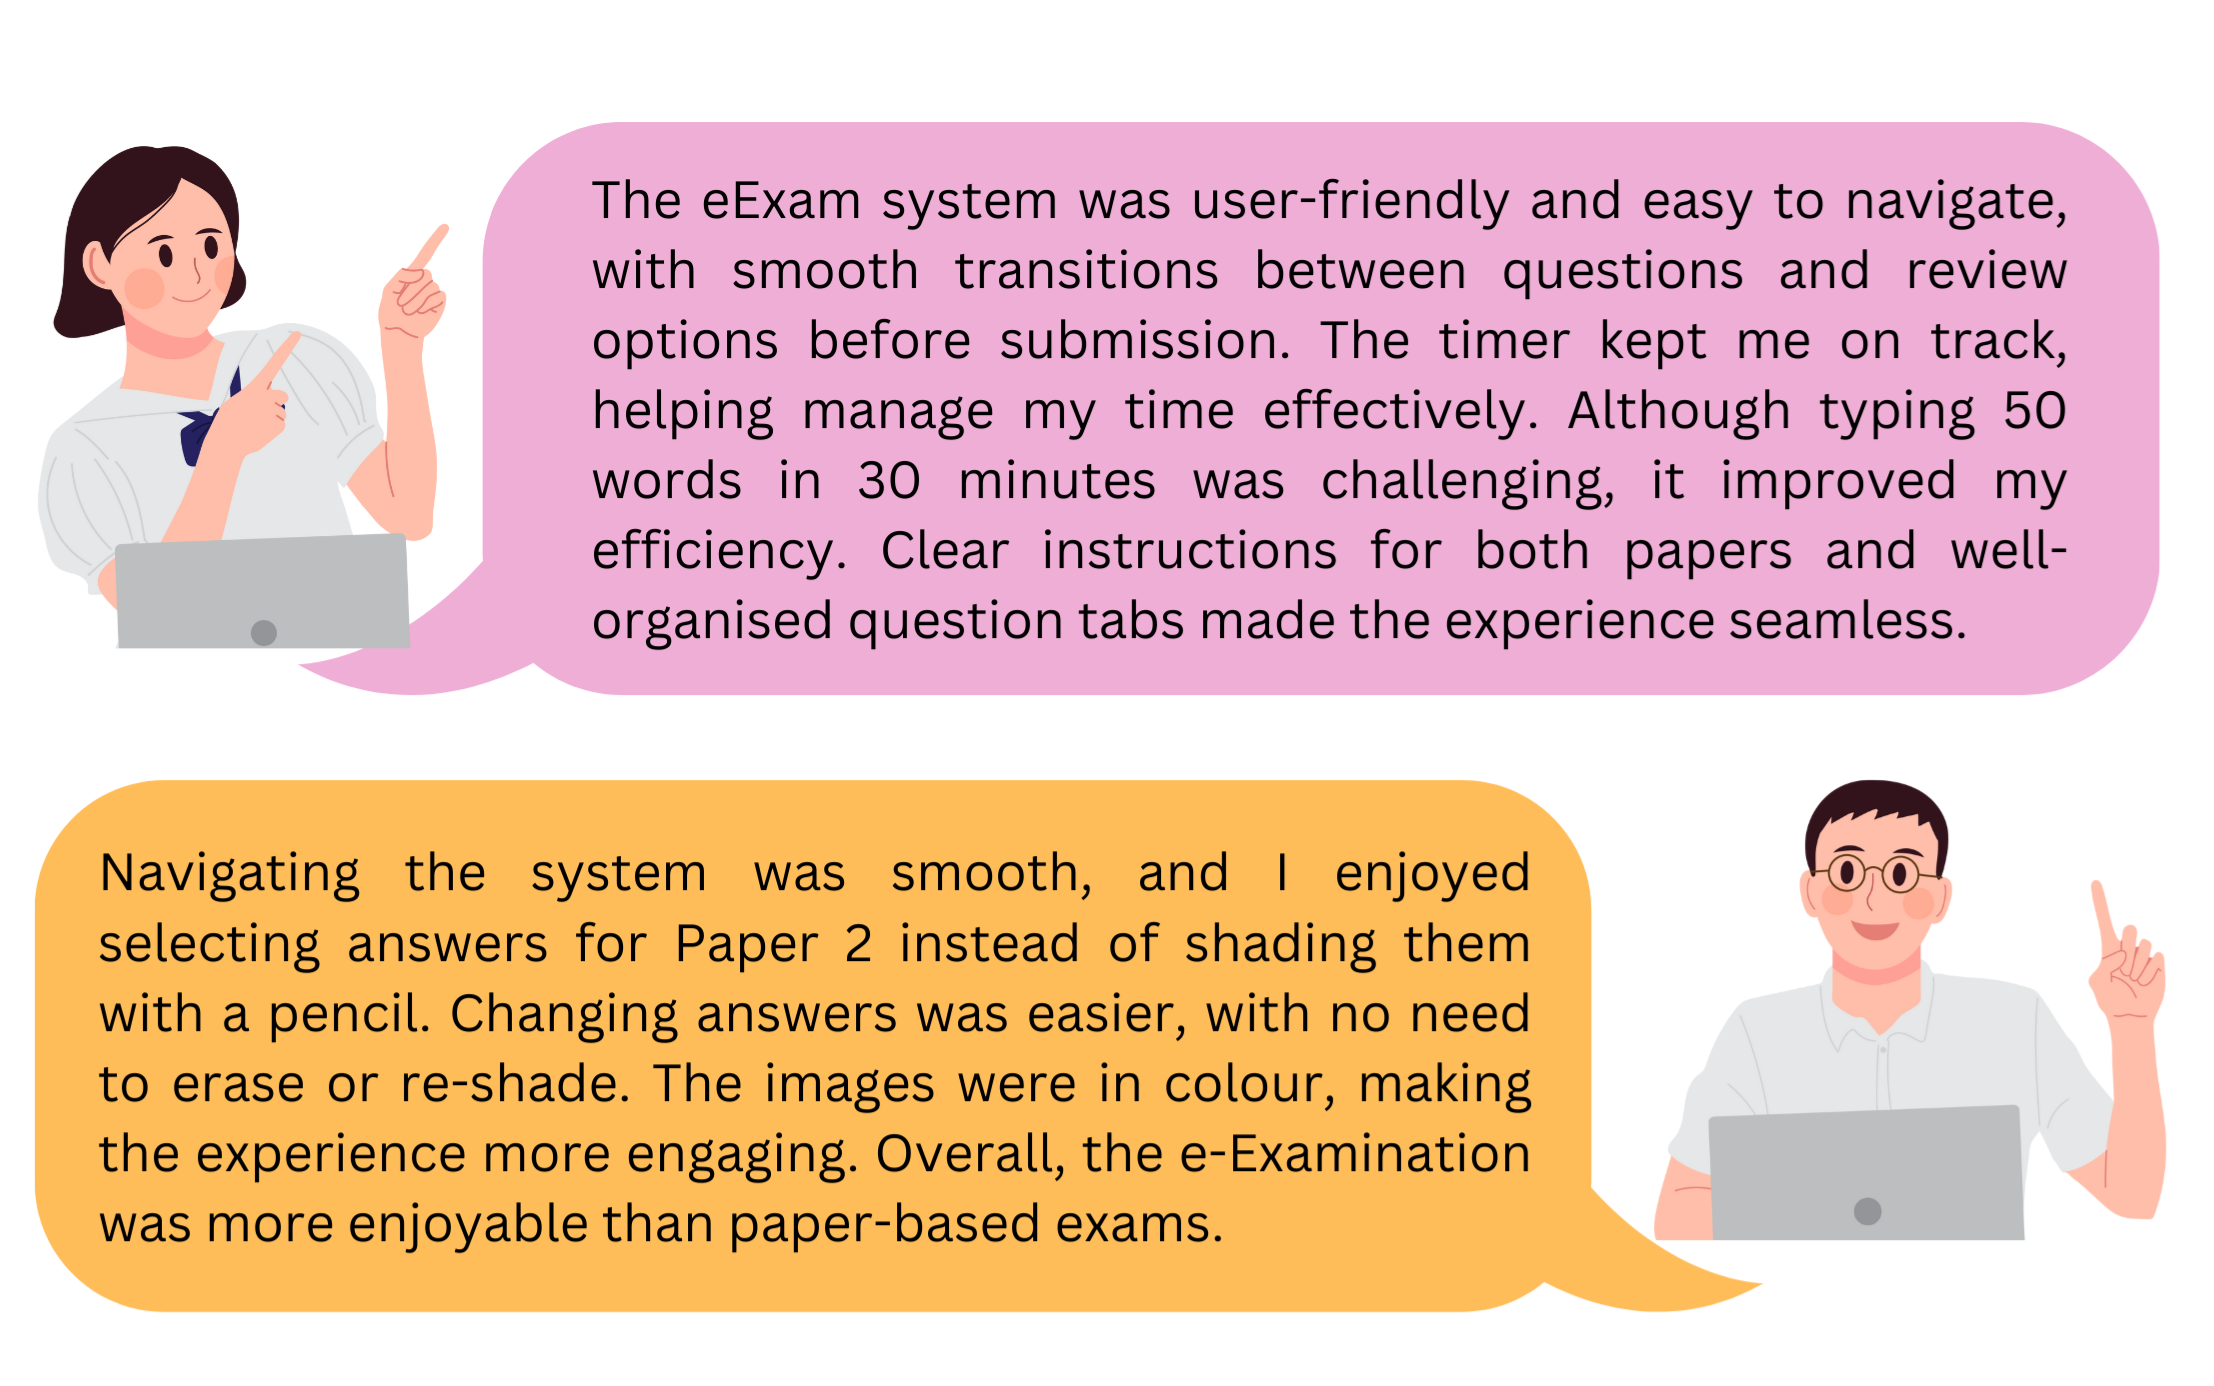 The eExam system was user-friendly and easy to navigate,
with smooth transitions between questions and review
options before submission. The timer kept me on track,
helping manage my time effectively. Although typing 50
words in 30 minutes was challenging, it improved my
efficiency. Clear instructions for both papers and well-
organised question tabs made the experience seamless.
Navigating the system was smooth, and I enjoyed
selecting answers for Paper 2 instead of shading them
with a pencil. Changing answers was easier, with no need
to erase or re-shade. The images were in colour, making
the experience more engaging. Overall, the e-Examination
was more enjoyable than paper-based exams.